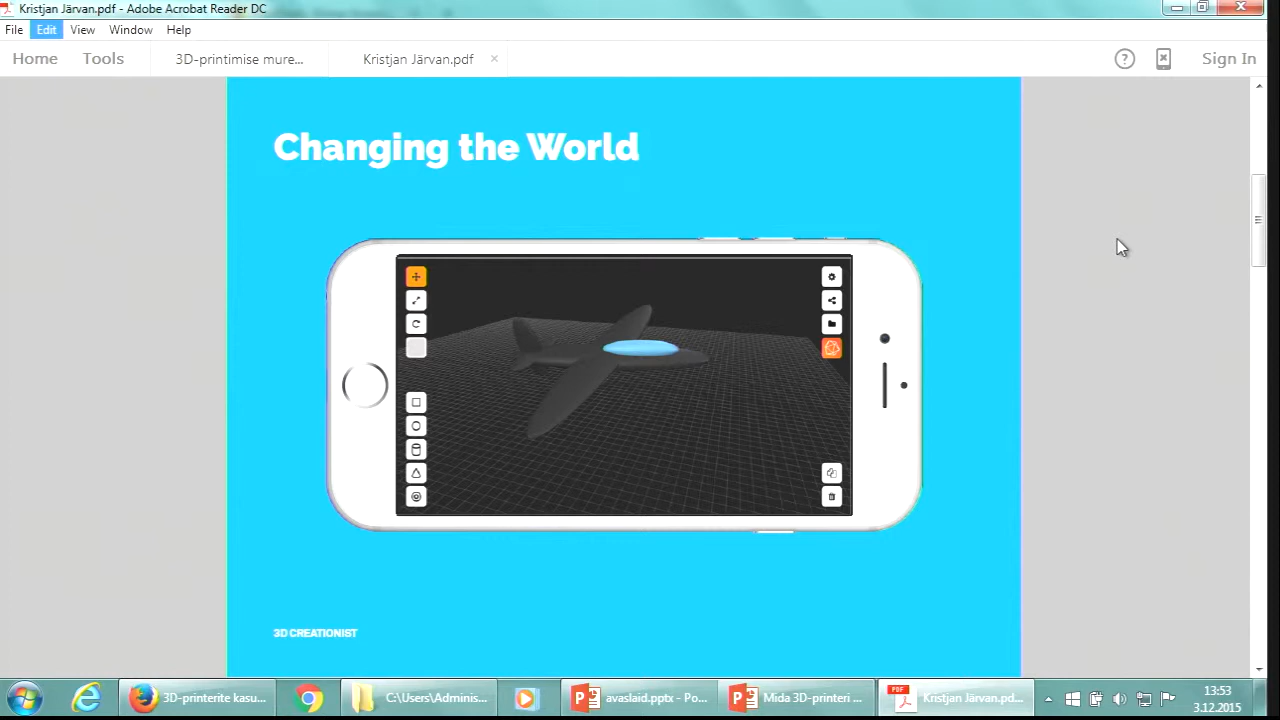 Kristjan Järvan.pdf - Adobe Acrobat Reader DC
File Edit View Window Help
Home Tools 3D-printimise mure... Kristjan Järvan.pdf × ? Sign In
Changing the World
3D CREATIONIST
3D-printerite kasu... C:\Users\Adminis... avaslaid.pptx - Po... Mida 3D-printeri ... PDF Kristjan Järvan.pd...
13:53
3.12.2015